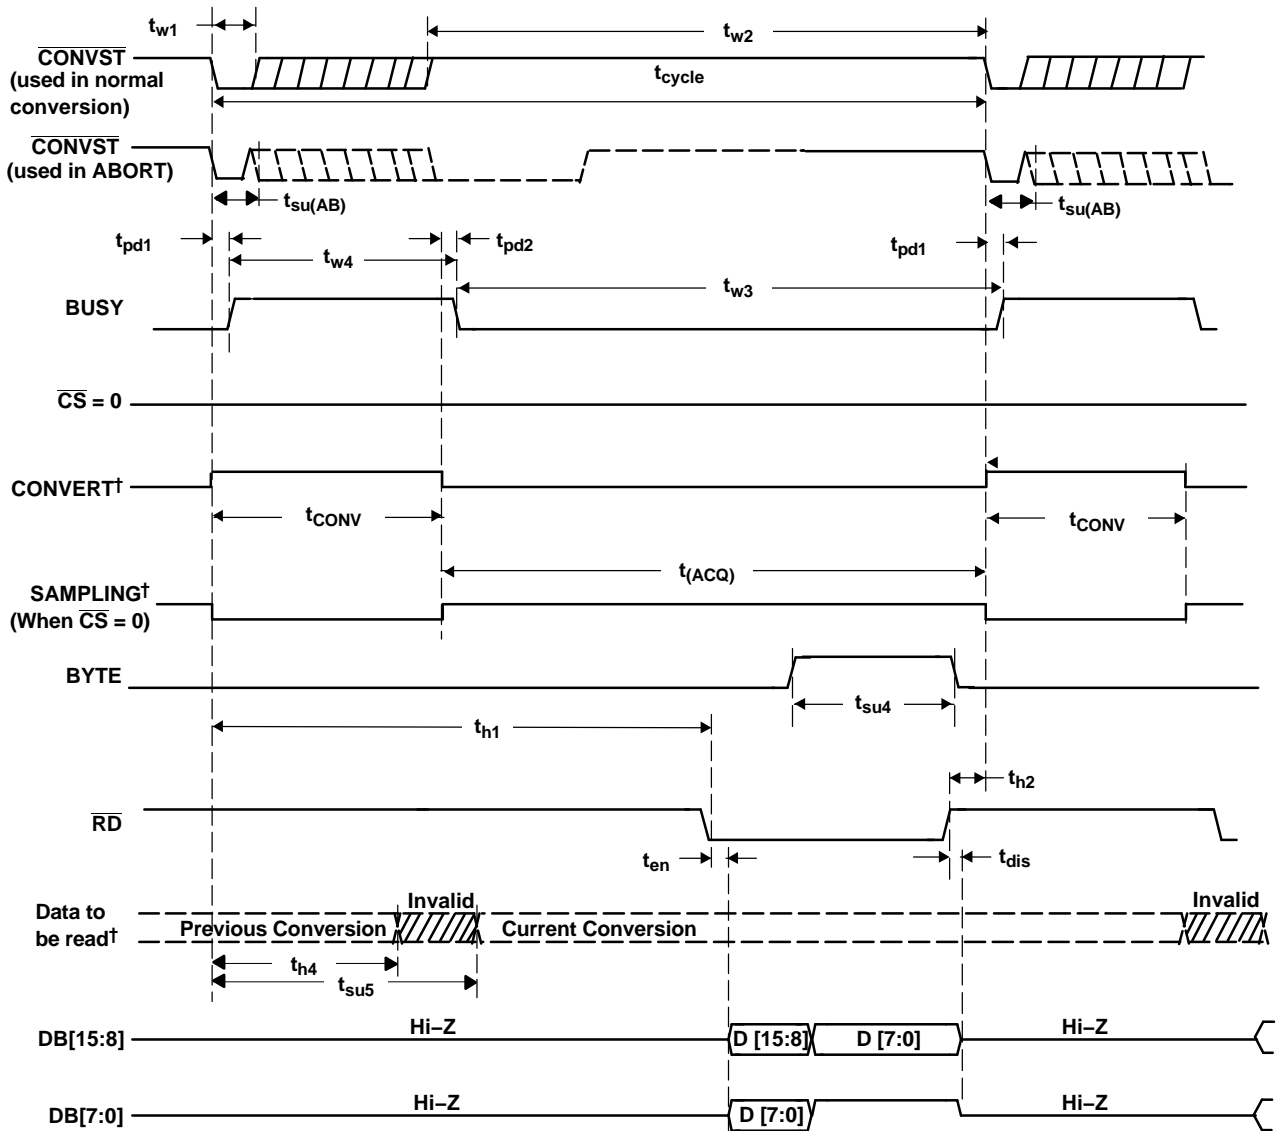 tw1
tw2
CONVST
(used in normal
conversion)
tcycle
CONVST
(used in ABORT)
tsu(AB)
tsu(AB)
tpd1
tpd2
tpd1
tw4
tw3
BUSY
CS = 0
CONVERT†
tCONV
tCONV
t(ACQ)
SAMPLING†
(When CS = 0)
BYTE
tsu4
th1
th2
RD
ten
tdis
Invalid
Invalid
Data to
be read†
Previous Conversion
Current Conversion
th4
tsu5
DB[15:8]
Hi–Z
D [15:8]
D [7:0]
Hi–Z
DB[7:0]
Hi–Z
D [7:0]
Hi–Z